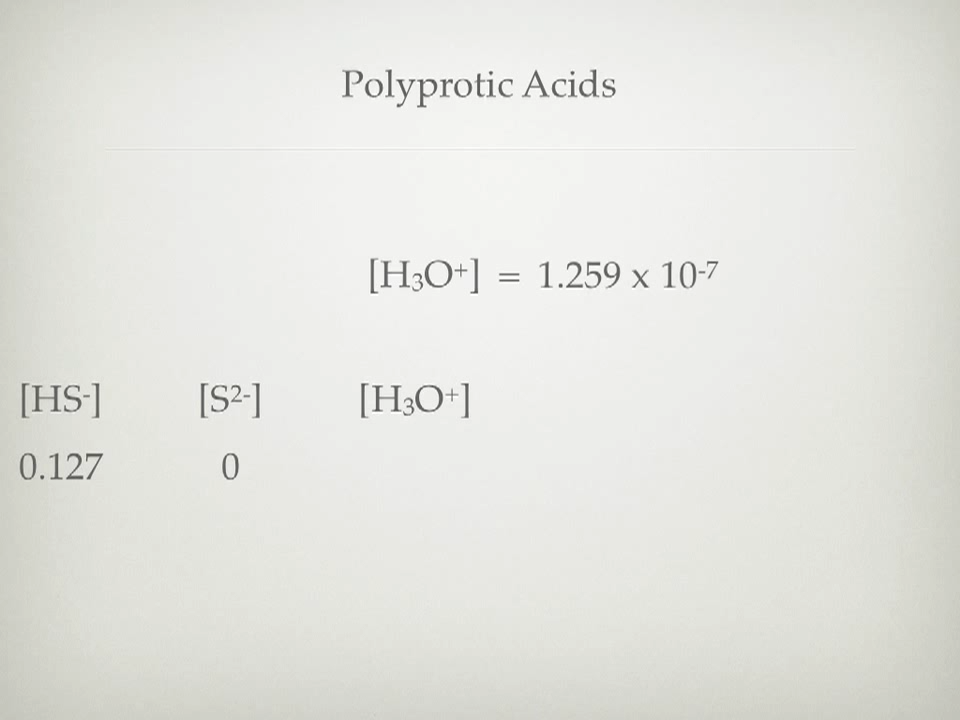 Polyprotic Acids
[H₃O⁺] = 1.259 x 10⁻⁷
[HS⁻] [S²⁻] [H₃O⁺]
0.127 0